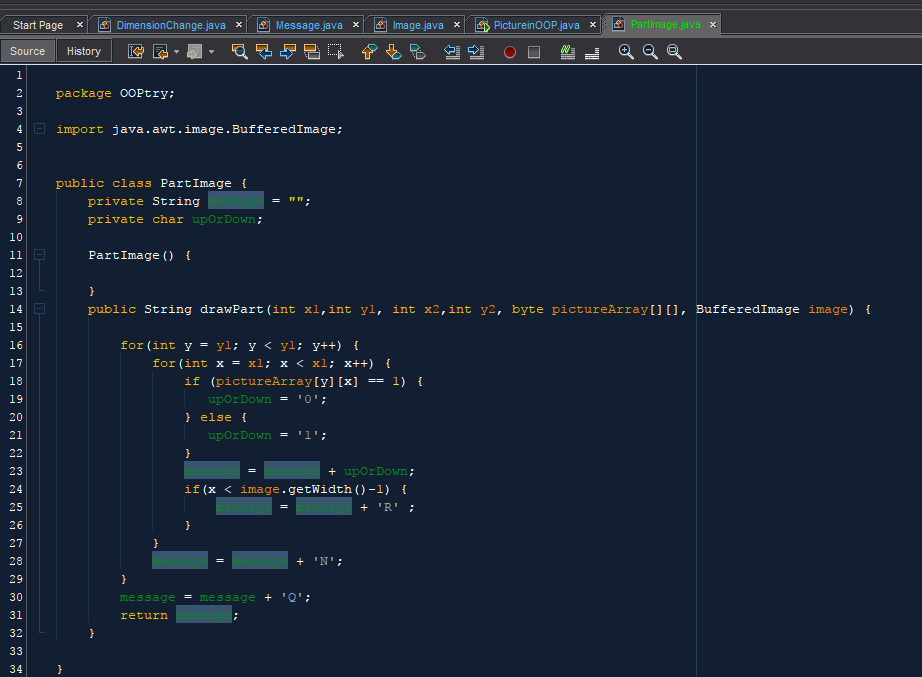 Start Page × DimensionChange.java × Message.java × Image.java × PictureinOOP.java × PartImage.java ×
Source History
1
2 package OOPtry;
3
4 import java.awt.image.BufferedImage;
5
6
7 public class PartImage {
8 private String message = "";
9 private char upOrDown;
10
11 PartImage() {
12
13 }
14 public String drawPart(int x1,int y1, int x2,int y2, byte pictureArray[][], BufferedImage image) {
15
16 for(int y = y1; y < y1; y++) {
17 for(int x = x1; x < x1; x++) {
18 if (pictureArray[y][x] == 1) {
19 upOrDown = '0';
20 } else {
21 upOrDown = '1';
22 }
23 message = message + upOrDown;
24 if(x < image.getWidth()-1) {
25 message = message + 'R' ;
26 }
27 }
28 message = message + 'N';
29 }
30 message = message + 'Q';
31 return message;
32 }
33
34 }